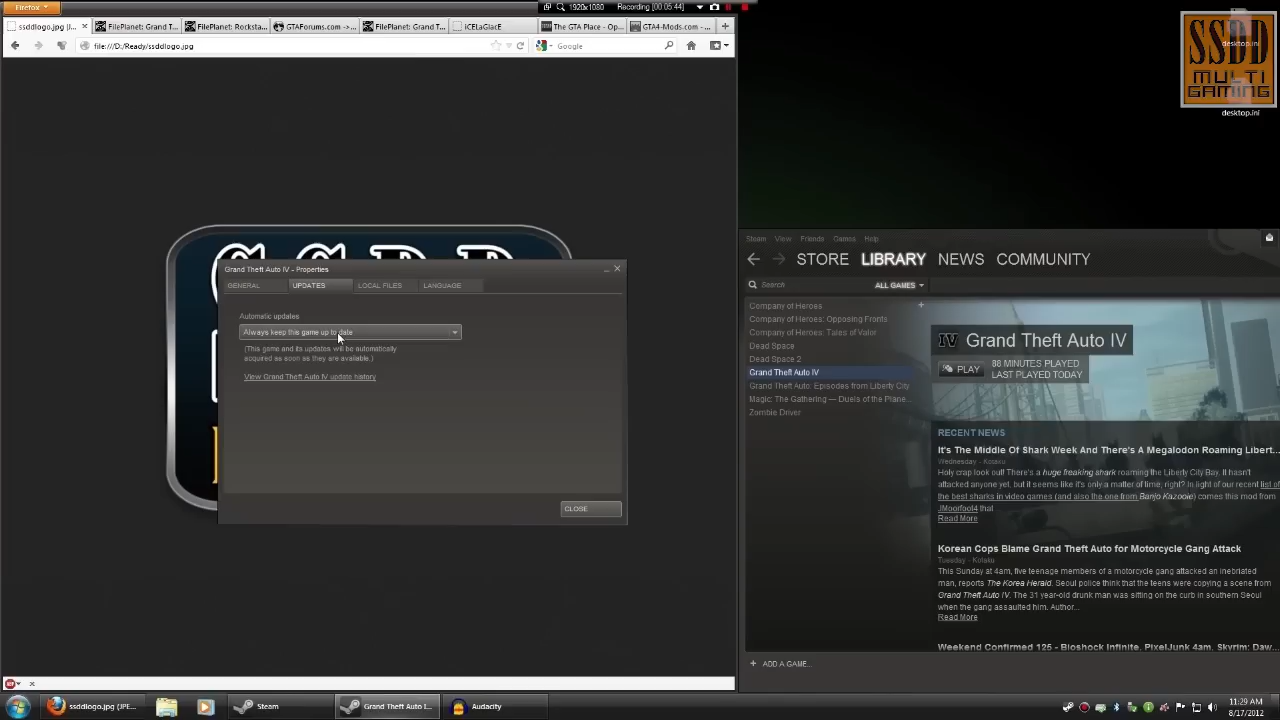 Firefox
1920x1080
Recording [00:05:44]
ssddlogo.jpg (J...
FilePlanet: Grand T...
FilePlanet: Rocksta...
GTAForums.com -> ...
FilePlanet: Grand T...
iCELaGlaCE
The GTA Place - Op...
GTA4-Mods.com - ...
file:///D:/Ready/ssddlogo.jpg
Google
SSDD
MULTI
GAMING
desktop.ini
desktop.ini
Grand Theft Auto IV - Properties
GENERAL
UPDATES
LOCAL FILES
LANGUAGE
Automatic updates
Always keep this game up to date
(This game and its updates will be automatically
acquired as soon as they are available.)
View Grand Theft Auto IV update history
CLOSE
Steam View Friends Games Help
STORE LIBRARY NEWS COMMUNITY
Search
ALL GAMES
Company of Heroes
Company of Heroes: Opposing Fronts
Company of Heroes: Tales of Valor
Dead Space
Dead Space 2
Grand Theft Auto IV
Grand Theft Auto: Episodes from Liberty City
Magic: The Gathering — Duels of the Plane...
Zombie Driver
IV Grand Theft Auto IV
PLAY
88 MINUTES PLAYED
LAST PLAYED TODAY
RECENT NEWS
It's The Middle Of Shark Week And There's A Megalodon Roaming Libert...
Wednesday - Kotaku
Holy crap look out! There's a huge freaking shark roaming the Liberty City Bay. It hasn't
attacked anyone yet, but it seems like it's only a matter of time, right? In light of our recent list of
the best sharks in video games (and also the one from Banjo Kazooie) comes this mod from
JMoorfoot4 that
Read More
Korean Cops Blame Grand Theft Auto for Motorcycle Gang Attack
Tuesday - Kotaku
This Sunday at 4am, five teenage members of a motorcycle gang attacked an inebriated
man, reports The Korea Herald. Seoul police think that the teens were copying a scene from
Grand Theft Auto IV. The 31 year-old drunk man was sitting on the curb in southern Seoul
when the gang assaulted him. Author...
Read More
Weekend Confirmed 125 - Bioshock Infinite, PixelJunk 4am, Skyrim: Daw...
ADD A GAME...
ssddlogo.jpg (JPE...
Steam
Grand Theft Auto I...
Audacity
11:29 AM
8/17/2012